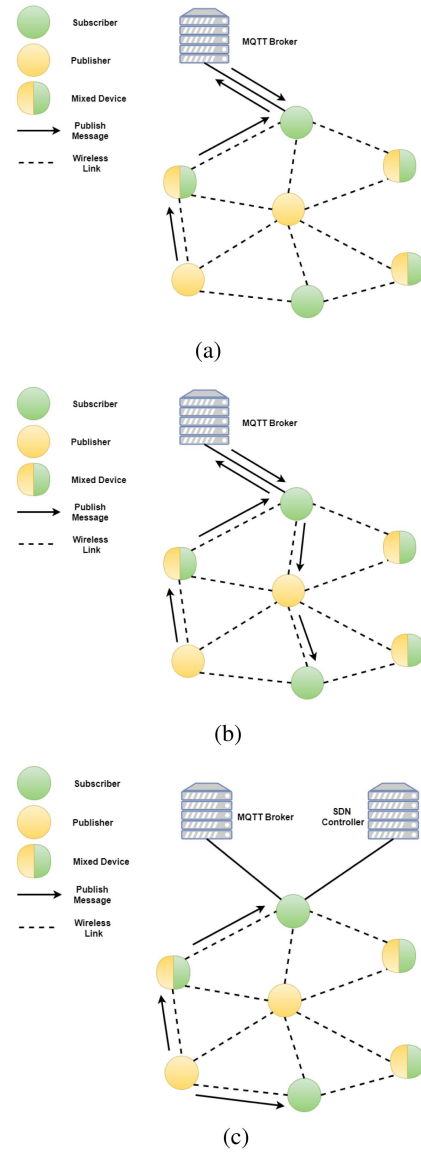 Subscriber
MQTT Broker
Publisher
Mixed Device
Publish
Message
Wireless
Link
(a)
Subscriber
MQTT Broker
Publisher
Mixed Device
Publish
Message
Wireless
Link
(b)
Subscriber
MQTT Broker
SDN
Controller
Publisher
Mixed Device
Publish
Message
Wireless
Link
(c)